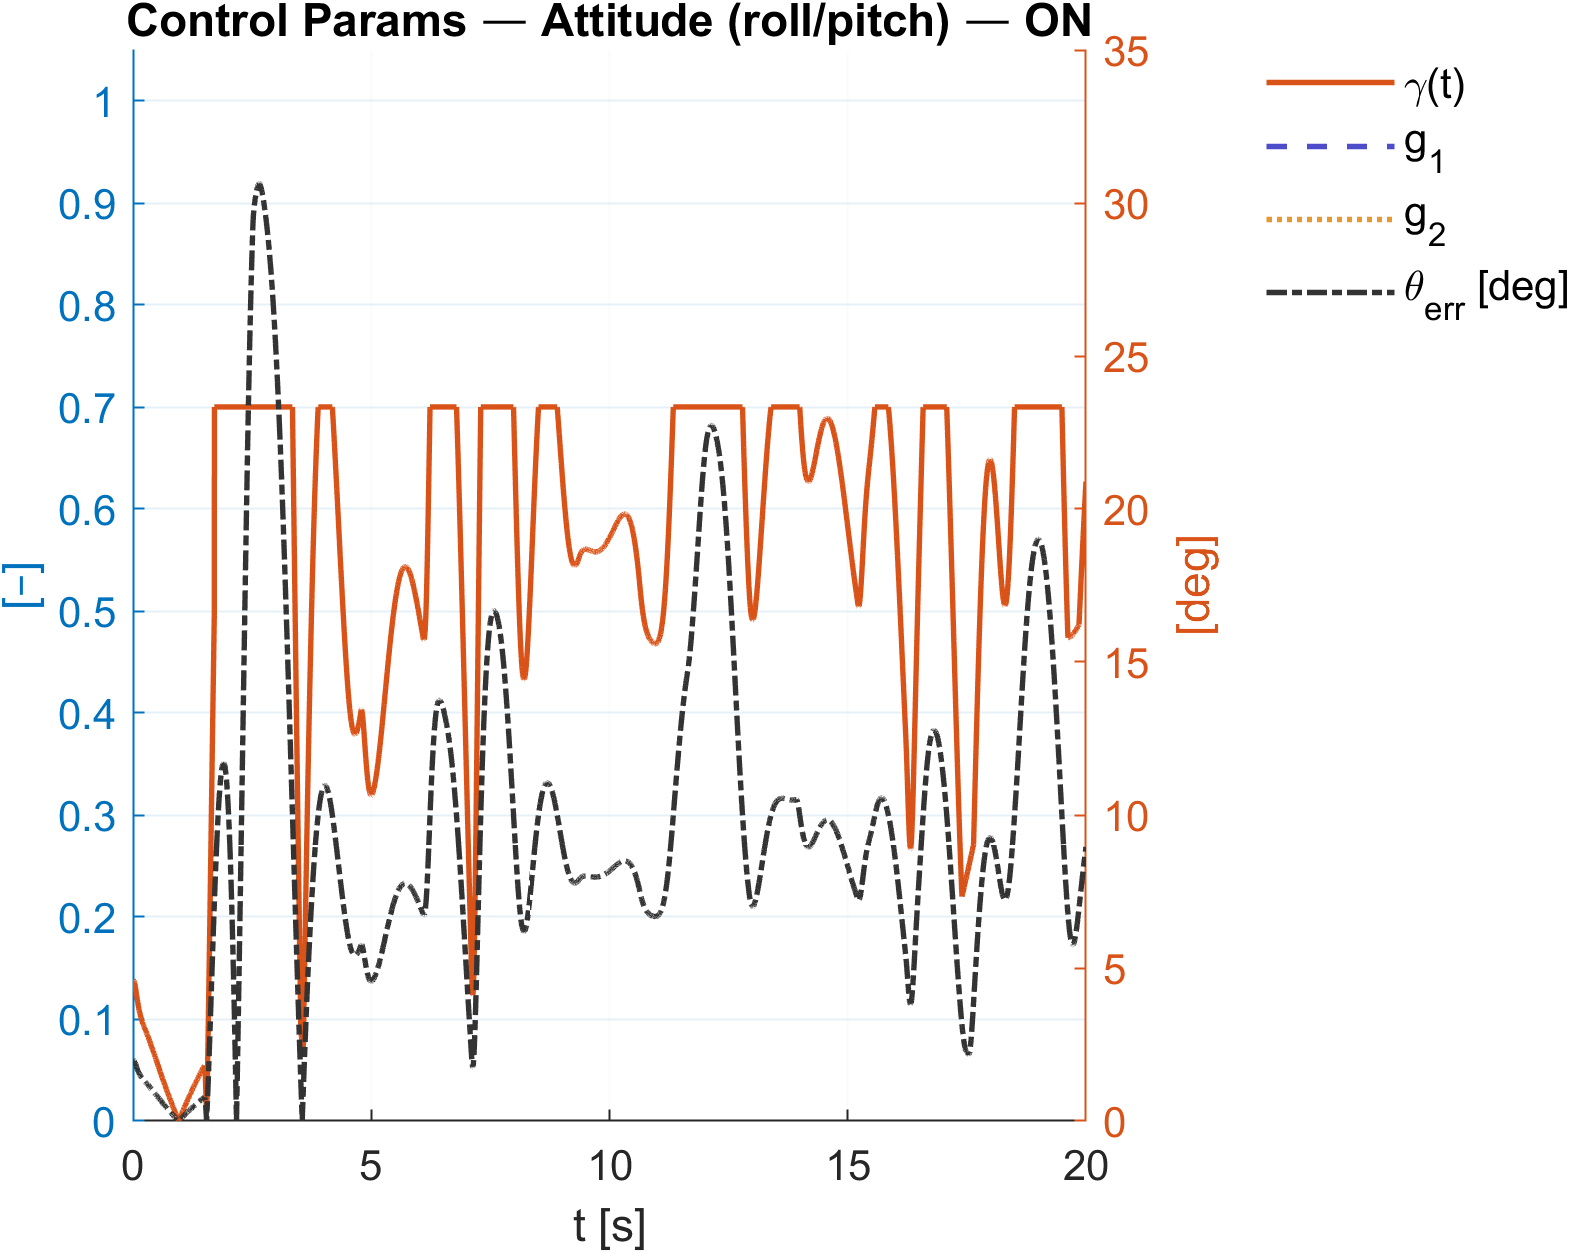 Control Params — Attitude (roll/pitch) — ON
1
0.9
0.8
0.7
0.6
0.5
0.4
0.3
0.2
0.1
0
[−]
35
30
25
20
15
10
5
0
[deg]
0 5 10 15 20
t [s]
γ(t)
g1
g2
θerr [deg]